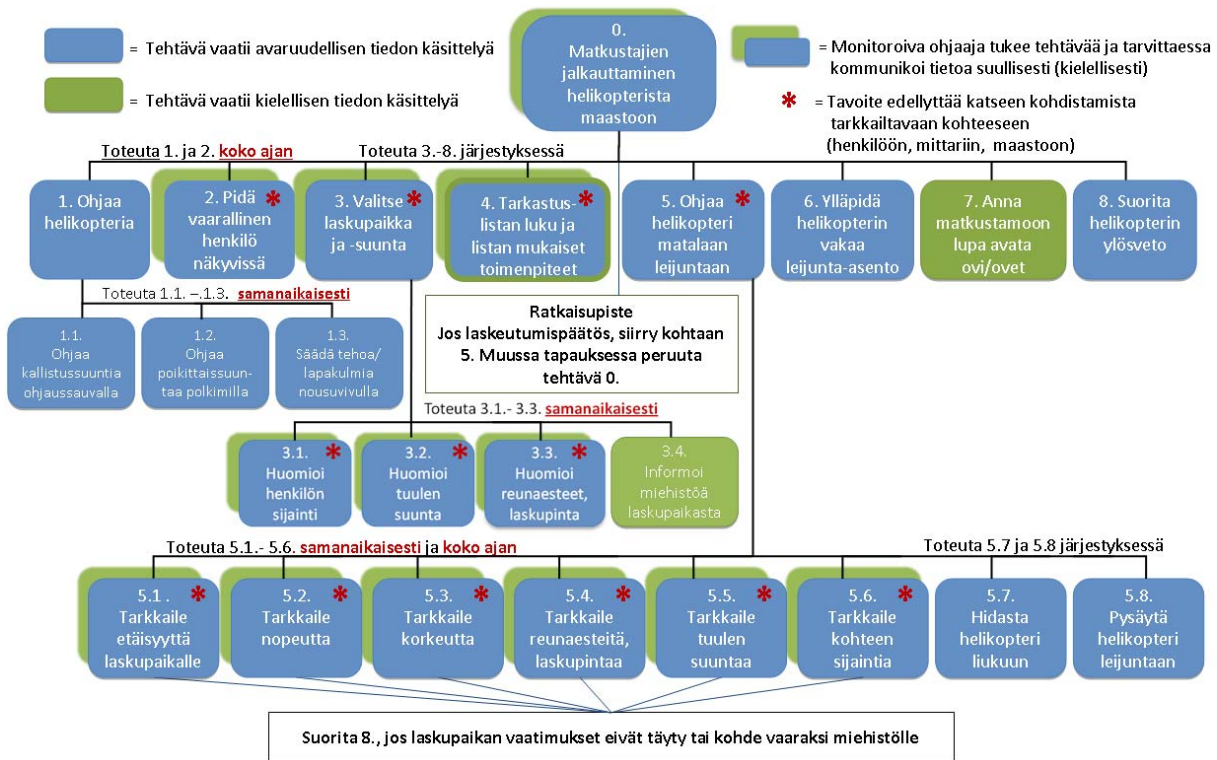 = Tehtävä vaatii avaruudellisen tiedon käsittelyä
= Tehtävä vaatii kielellisen tiedon käsittelyä
0.
Matkustajien
jalkauttaminen
helikopterista
maastoon
= Monitoroiva ohjaaja tukee tehtävää ja tarvittaessa
kommunikoi tietoa suullisesti (kielellisesti)
* = Tavoite edellyttää katseen kohdistamista
tarkkailtavaan kohteeseen
(henkilöön, mittariin, maastoon)
Toteuta 1. ja 2. koko ajan
Toteuta 3.-8. järjestyksessä
1. Ohjaa
helikopteria
2. Pidä *
vaarallinen
henkilö
näkyvissä
3. Valitse *
laskupaikka
ja -suunta
4. Tarkastus- *
listan luku ja
listan mukaiset
toimenpiteet
5. Ohjaa *
helikopteri
matalaan
leijuntaan
6. Ylläpidä
helikopterin
vakaa
leijunta-asento
7. Anna
matkustamoon
lupa avata
ovi/ovet
8. Suorita
helikopterin
ylösveto
Toteuta 1.1. –.1.3. samanaikaisesti
1.1.
Ohjaa
kallistussuuntia
ohjaussauvalla
1.2.
Ohjaa
poikittaissuun-
taa polkimilla
1.3.
Säädä tehoa/
lapakulmia
nousuvivulla
Ratkaisupiste
Jos laskeutumispäätös, siirry kohtaan
5. Muussa tapauksessa peruuta
tehtävä 0.
Toteuta 3.1.- 3.3. samanaikaisesti
3.1. *
Huomioi
henkilön
sijainti
3.2. *
Huomioi
tuulen
suunta
3.3. *
Huomioi
reunaesteet,
laskupinta
3.4.
Informoi
miehistöä
laskupaikasta
Toteuta 5.1.- 5.6. samanaikaisesti ja koko ajan
Toteuta 5.7 ja 5.8 järjestyksessä
5.1. *
Tarkkaile
etäisyyttä
laskupaikalle
5.2. *
Tarkkaile
nopeutta
5.3. *
Tarkkaile
korkeutta
5.4. *
Tarkkaile
reunaesteitä,
laskupintaa
5.5. *
Tarkkaile
tuulen
suuntaa
5.6. *
Tarkkaile
kohteen
sijaintia
5.7.
Hidasta
helikopteri
liukuun
5.8.
Pysäytä
helikopteri
leijuntaan
Suorita 8., jos laskupaikan vaatimukset eivät täyty tai kohde vaaraksi miehistölle